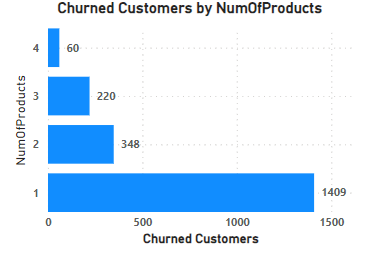 Churned Customers by NumOfProducts
NumOfProducts
4 60
3 220
2 348
1 1409
0 500 1000 1500
Churned Customers